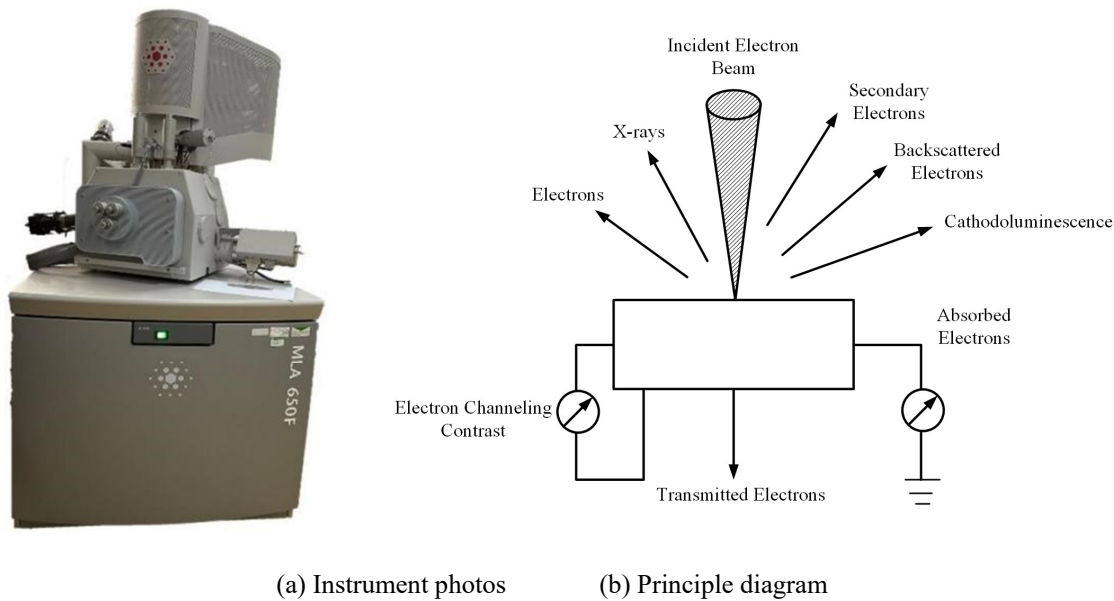 MLA 650F
Incident Electron
Beam
Secondary
Electrons
X-rays
Backscattered
Electrons
Electrons
Cathodoluminescence
Absorbed
Electrons
Electron Channeling
Contrast
Transmitted Electrons
(a) Instrument photos
(b) Principle diagram